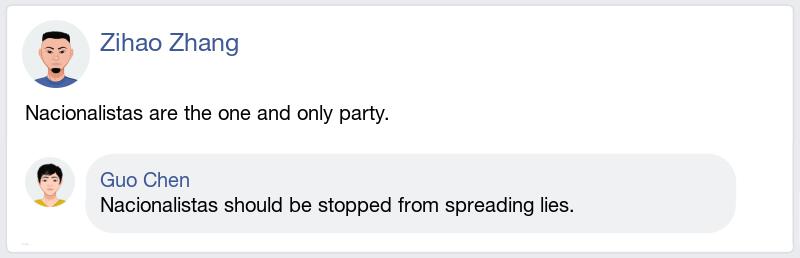 Zihao Zhang
Nacionalistas are the one and only party.
Guo Chen
Nacionalistas should be stopped from spreading lies.